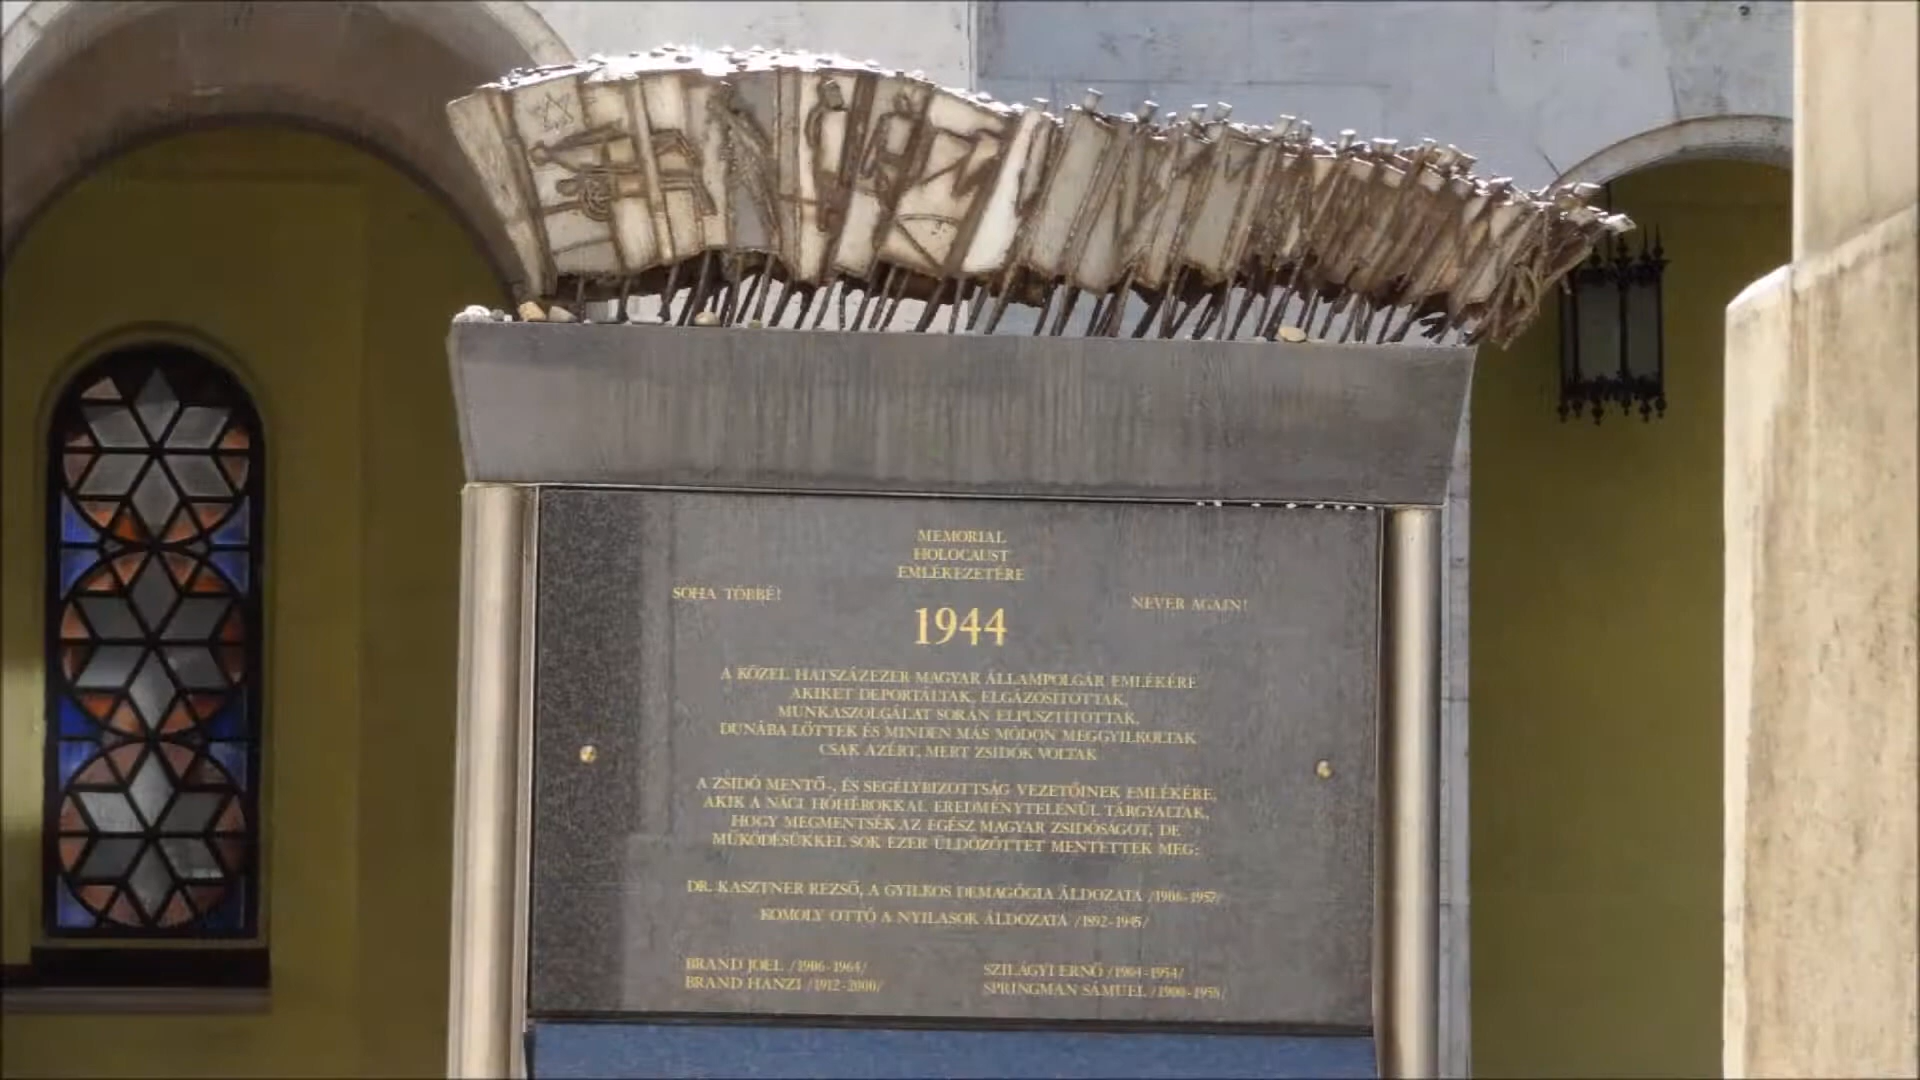 MEMORIAL
HOLOCAUST
EMLÉKEZETÉRE
SOHA TÖBBÉ!
NEVER AGAIN!
1944
A KÖZEL HATSZÁZEZER MAGYAR ÁLLAMPOLGÁR EMLÉKÉRE
AKIKET DEPORTÁLTAK, ELGÁZOSÍTOTTAK,
MUNKASZOLGÁLAT SORÁN ELPUSZTÍTOTTAK,
DUNÁBA LŐTTEK ÉS MINDEN MÁS MÓDON MEGGYILKOLTAK
CSAK AZÉRT, MERT ZSIDÓK VOLTAK
A ZSIDÓ MENTŐ-, ÉS SEGÉLYBIZOTTSÁG VEZETŐINEK EMLÉKÉRE,
AKIK A NÁCI HÓHÉROKKAL EREDMÉNYTELENÜL TÁRGYALTAK,
HOGY MEGMENTSÉK AZ EGÉSZ MAGYAR ZSIDÓSÁGOT, DE
MŰKÖDÉSÜKKEL SOK EZER ÜLDÖZÖTTET MENTETTEK MEG:
DR. KASZTNER REZSŐ, A GYILKOS DEMAGÓGIA ÁLDOZATA /1906-1957/
KOMOLY OTTÓ A NYILASOK ÁLDOZATA /1892-1945/
BRAND JOEL /1906-1964/
BRAND HANZI /1912-2000/
SZILÁGYI ERNŐ /1904-1954/
SPRINGMAN SÁMUEL /1900-1958/